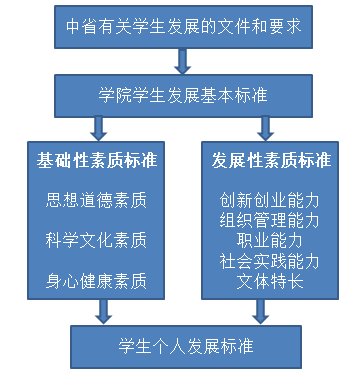 中省有关学生发展的文件和要求
学院学生发展基本标准
基础性素质标准
思想道德素质
科学文化素质
身心健康素质
发展性素质标准
创新创业能力
组织管理能力
职业能力
社会实践能力
文体特长
学生个人发展标准